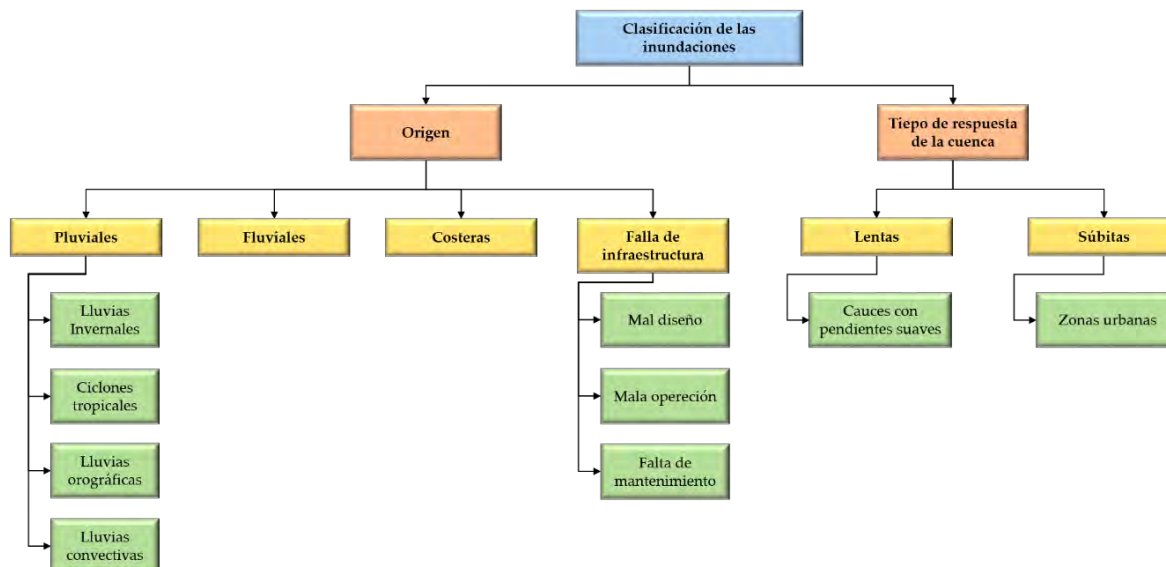 Clasificación de las
inundaciones
Origen
Tiepo de respuesta
de la cuenca
Pluviales
Fluviales
Costeras
Falla de
infraestructura
Lentas
Súbitas
Lluvias
Invernales
Mal diseño
Cauces con
pendientes suaves
Zonas urbanas
Ciclones
tropicales
Mala opereción
Lluvias
orográficas
Falta de
mantenimiento
Lluvias
convectivas